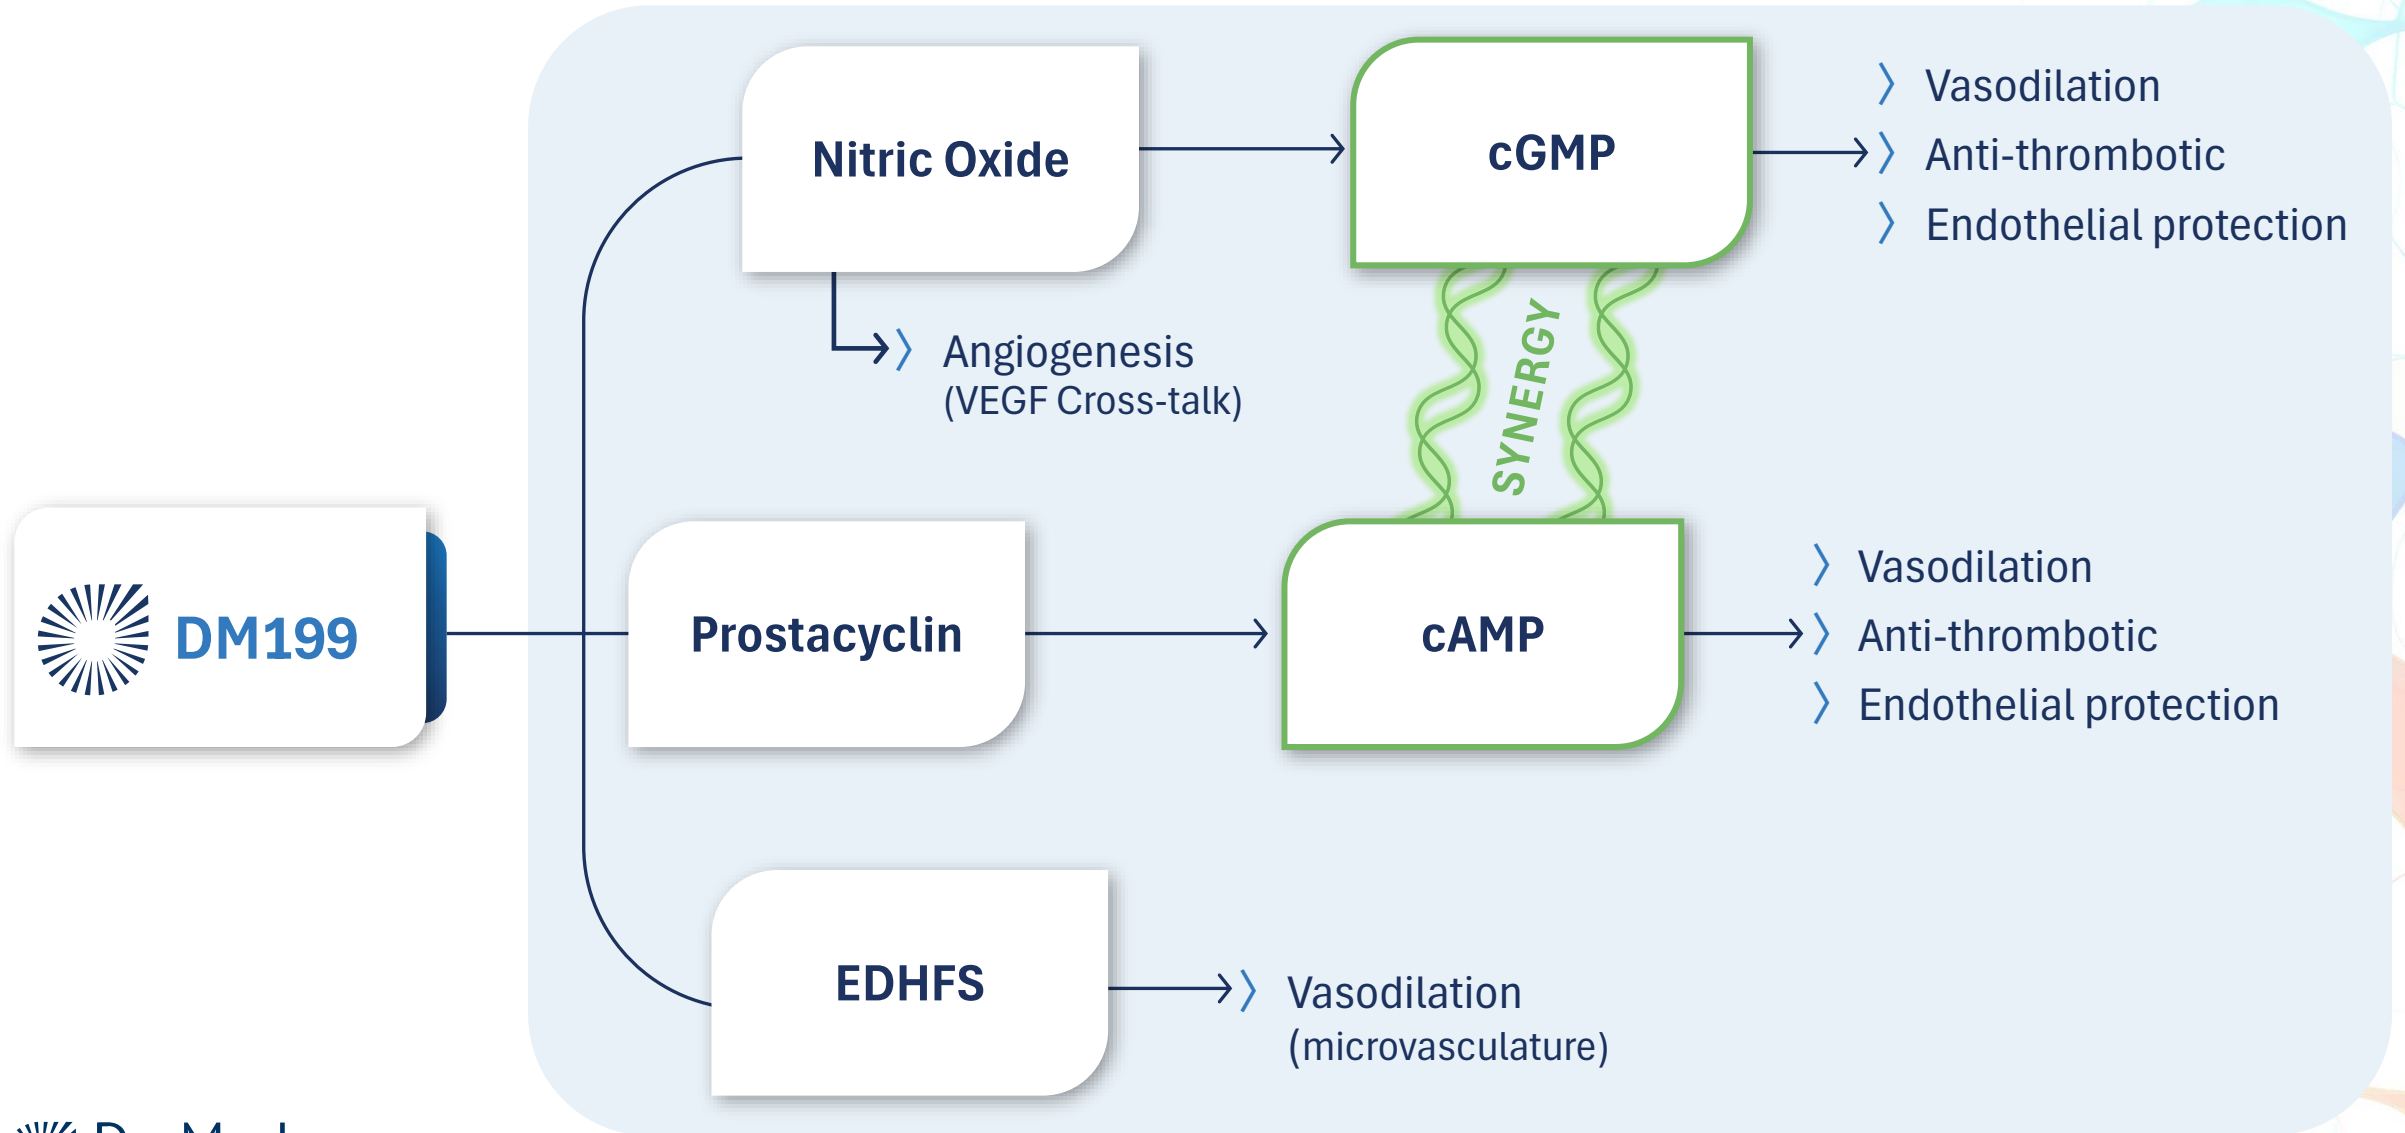 Nitric Oxide
cGMP
Vasodilation
Anti-thrombotic
Endothelial protection
Angiogenesis
(VEGF Cross-talk)
SYNERGY
DM199
Prostacyclin
cAMP
Vasodilation
Anti-thrombotic
Endothelial protection
EDHFS
Vasodilation
(microvasculature)